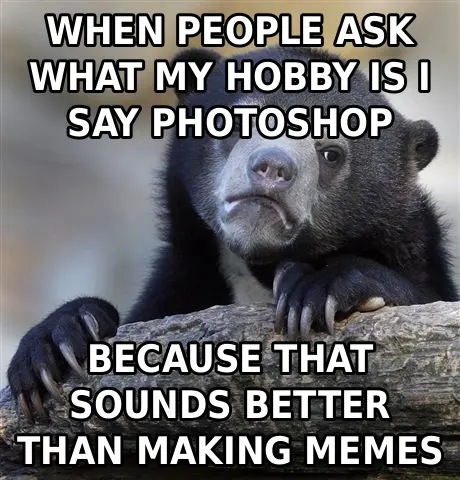 WHEN PEOPLE ASK
WHAT MY HOBBY IS I
SAY PHOTOSHOP
BECAUSE THAT
SOUNDS BETTER
THAN MAKING MEMES